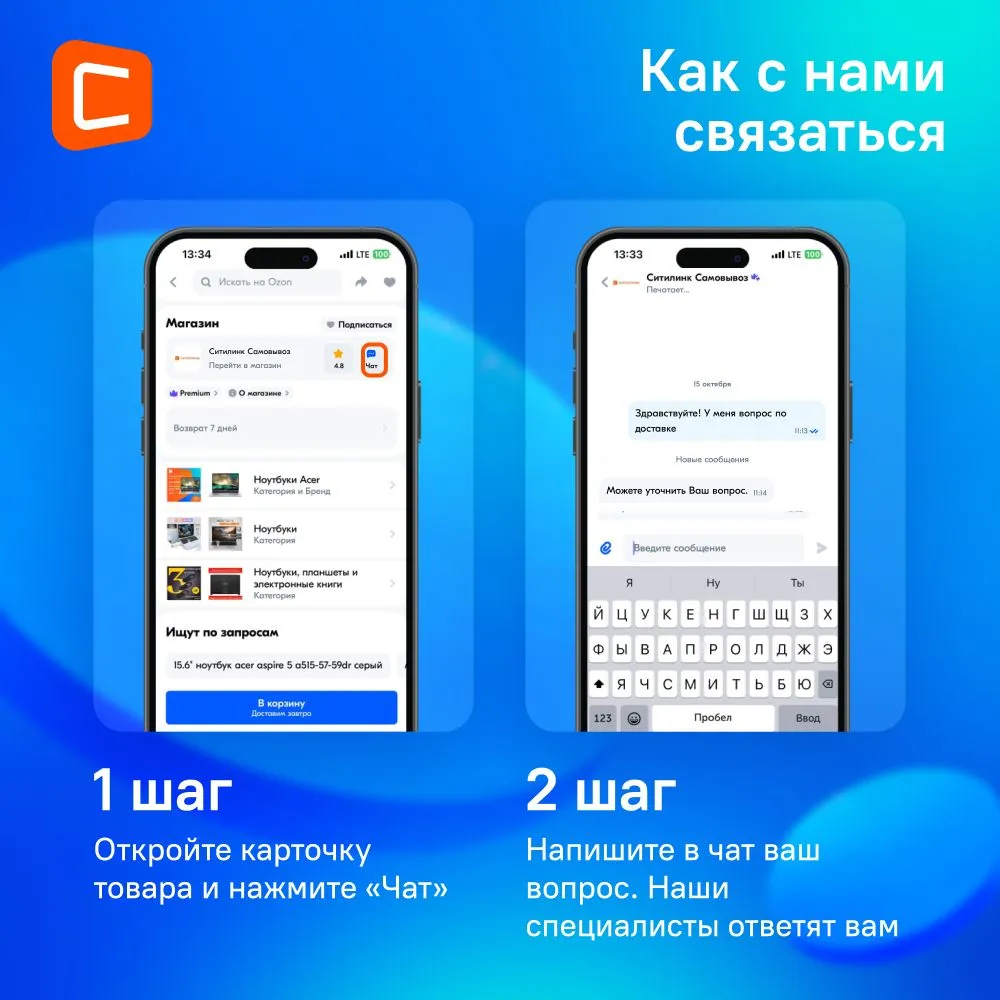 Как с нами
связаться
13:34
LTE 100
Искать на Ozon
Магазин
Подписаться
СИТИЛИНК
Ситилинк Самовывоз
Перейти в магазин
4.8
Чат
Premium
О магазине
Возврат 7 дней
Ноутбуки Acer
Категория и Бренд
Ноутбуки
Категория
Ноутбуки, планшеты и
электронные книги
Категория
Ищут по запросам
15.6" ноутбук acer aspire 5 a515-57-59dr серый
В корзину
Доставим завтра
13:33
LTE 100
Ситилинк Самовывоз
Печатает...
15 октября
Здравствуйте! У меня вопрос по
доставке
11:13
Новые сообщения
Можете уточнить Ваш вопрос.
11:14
Введите сообщение
Я Ну Ты
Й Ц У К Е Н Г Ш Щ З Х
Ф Ы В А П Р О Л Д Ж Э
Я Ч С М И Т Ь Б Ю
123 Пробел Ввод
1 шаг
Откройте карточку
товара и нажмите «Чат»
2 шаг
Напишите в чат ваш
вопрос. Наши
специалисты ответят вам